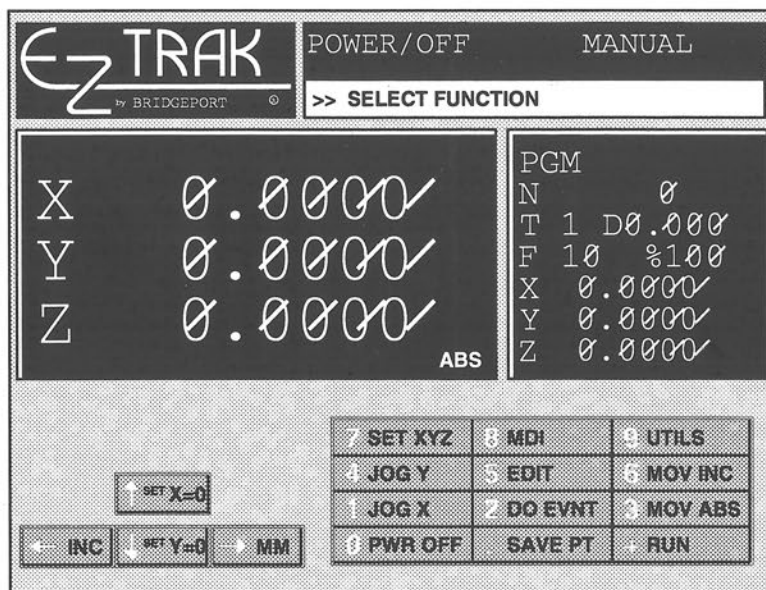 EZTRAK
by BRIDGEPORT ®
POWER/OFF MANUAL
>> SELECT FUNCTION
X 0.0000
Y 0.0000
Z 0.0000
ABS
PGM
N 0
T 1 D0.000
F 10 %100
X 0.0000
Y 0.0000
Z 0.0000
↑ SET X=0
← INC
↓ SET Y=0
→ MM
7 SET XYZ
8 MDI
9 UTILS
4 JOG Y
5 EDIT
6 MOV INC
1 JOG X
2 DO EVNT
3 MOV ABS
0 PWR OFF
. SAVE PT
+ RUN